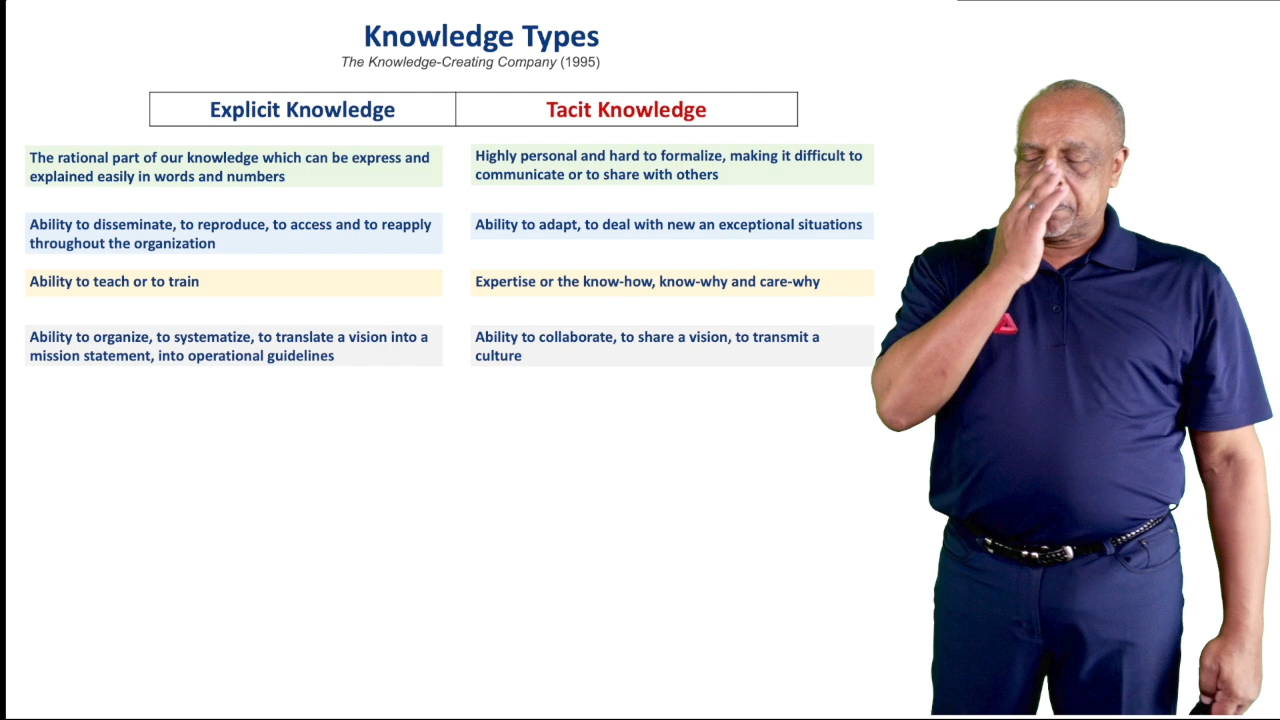 Knowledge Types
The Knowledge-Creating Company (1995)
Explicit Knowledge
Tacit Knowledge
The rational part of our knowledge which can be express and
explained easily in words and numbers
Highly personal and hard to formalize, making it difficult to
communicate or to share with others
Ability to disseminate, to reproduce, to access and to reapply
throughout the organization
Ability to adapt, to deal with new an exceptional situations
Ability to teach or to train
Expertise or the know-how, know-why and care-why
Ability to organize, to systematize, to translate a vision into a
mission statement, into operational guidelines
Ability to collaborate, to share a vision, to transmit a
culture